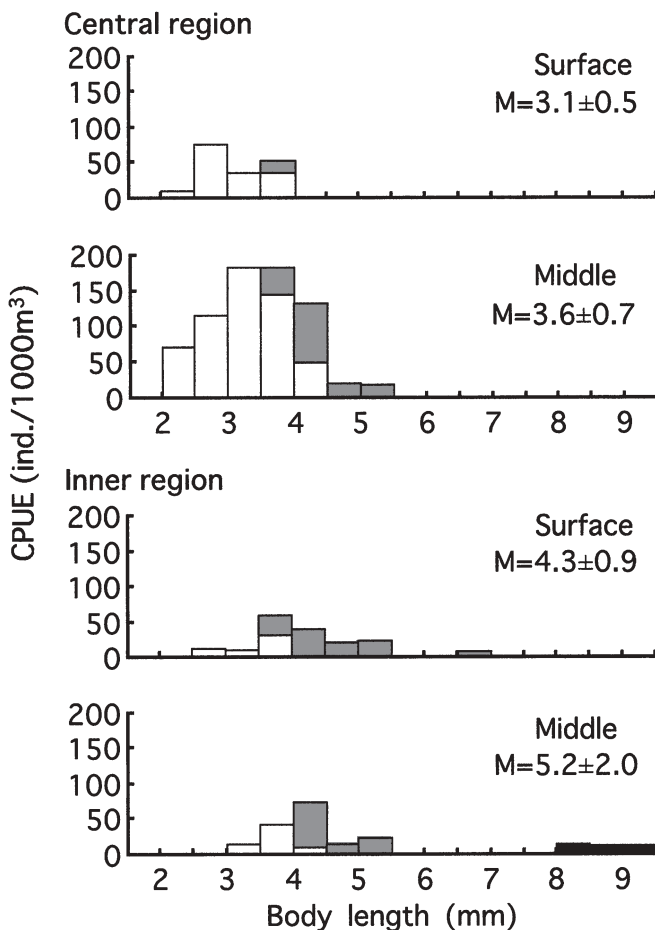 Central region
200
150
100
50
0
Surface
M=3.1±0.5
200
150
100
50
0
Middle
M=3.6±0.7
2 3 4 5 6 7 8 9
CPUE (ind./1000m³)
Inner region
200
150
100
50
0
Surface
M=4.3±0.9
200
150
100
50
0
Middle
M=5.2±2.0
2 3 4 5 6 7 8 9
Body length (mm)